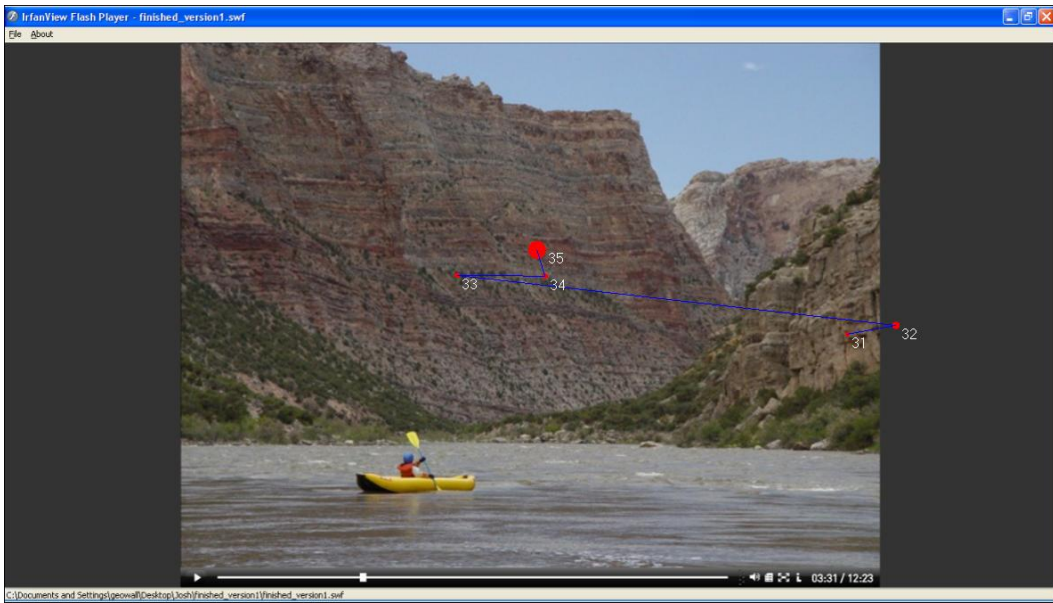 IrfanView Flash Player - finished_version1.swf
File About
35
33 34
32
31
03:31 / 12:23
C:\Documents and Settings\geowall\Desktop\Josh\finished_version1\finished_version1.swf